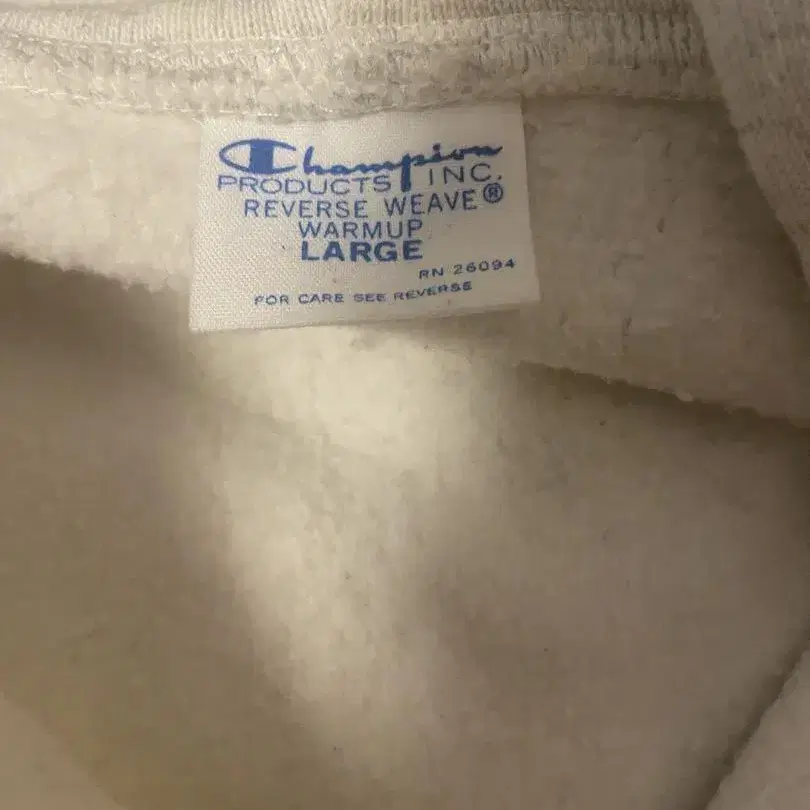 Champion
PRODUCTS INC.
REVERSE WEAVE®
WARMUP
LARGE
RN 26094
FOR CARE SEE REVERSE